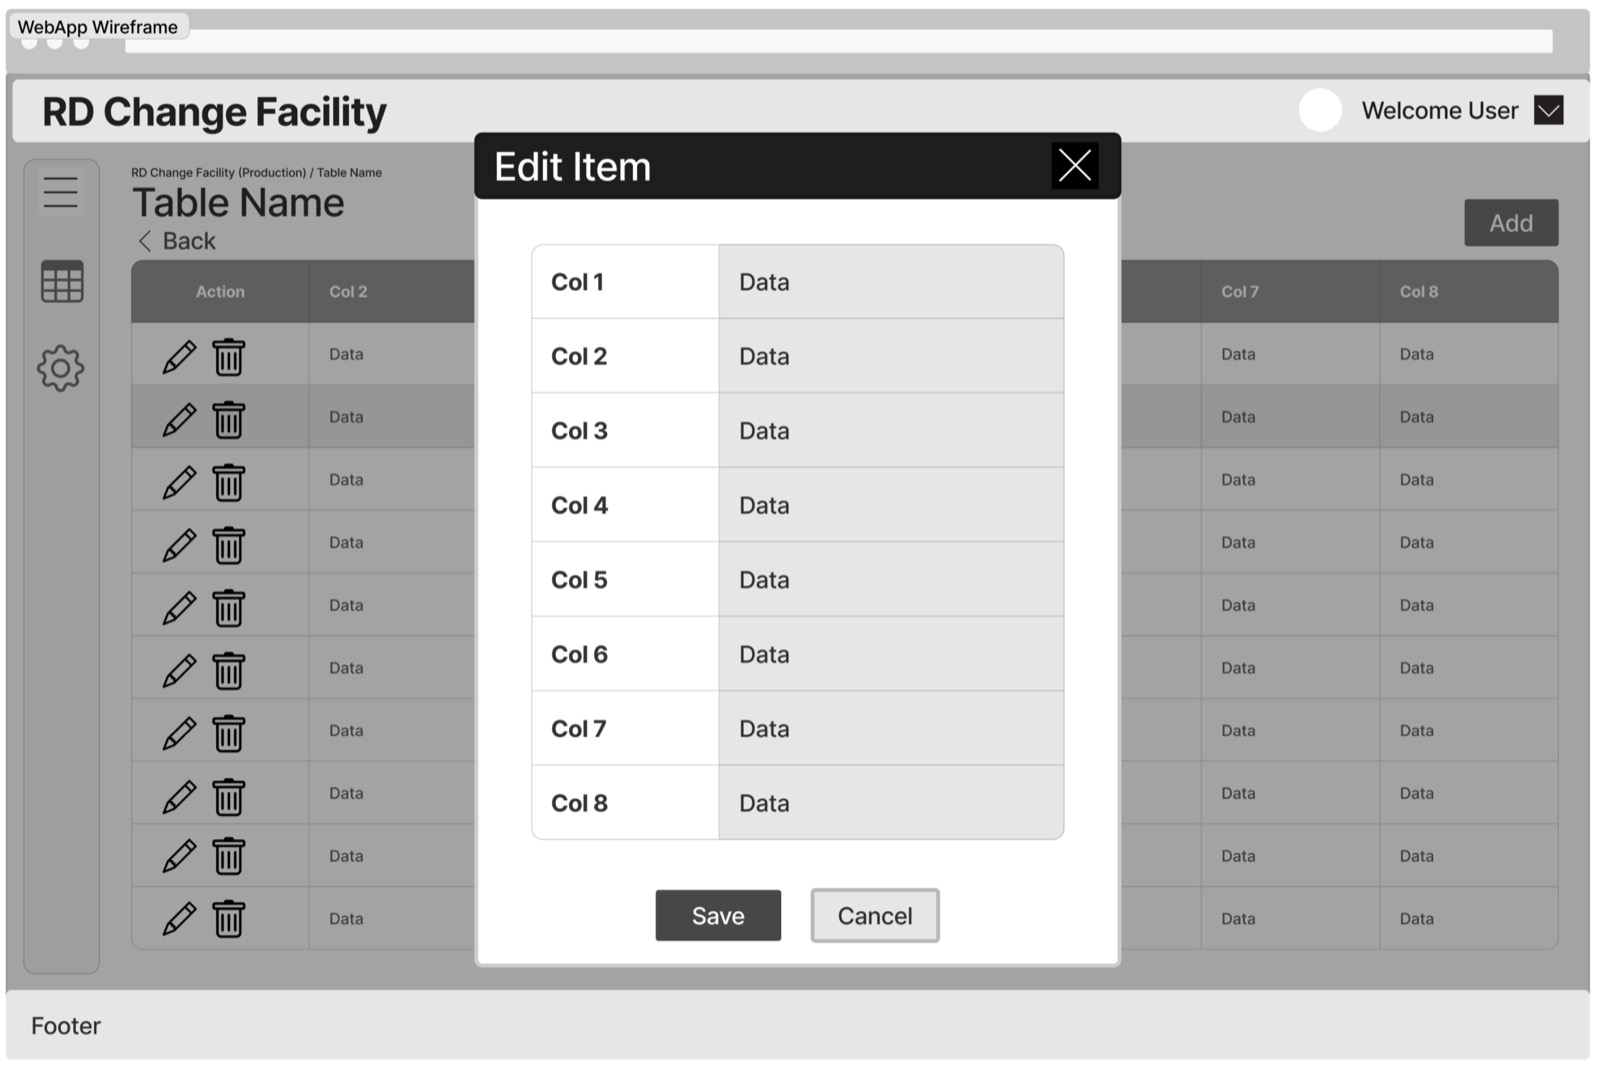 WebApp Wireframe
RD Change Facility
Welcome User
RD Change Facility (Production) / Table Name
Table Name
Back
Add
Action Col 2 Col 7 Col 8
Data Data Data
Data Data Data
Data Data Data
Data Data Data
Data Data Data
Data Data Data
Data Data Data
Data Data Data
Data Data Data
Data Data Data
Edit Item
Col 1 Data
Col 2 Data
Col 3 Data
Col 4 Data
Col 5 Data
Col 6 Data
Col 7 Data
Col 8 Data
Save Cancel
Footer